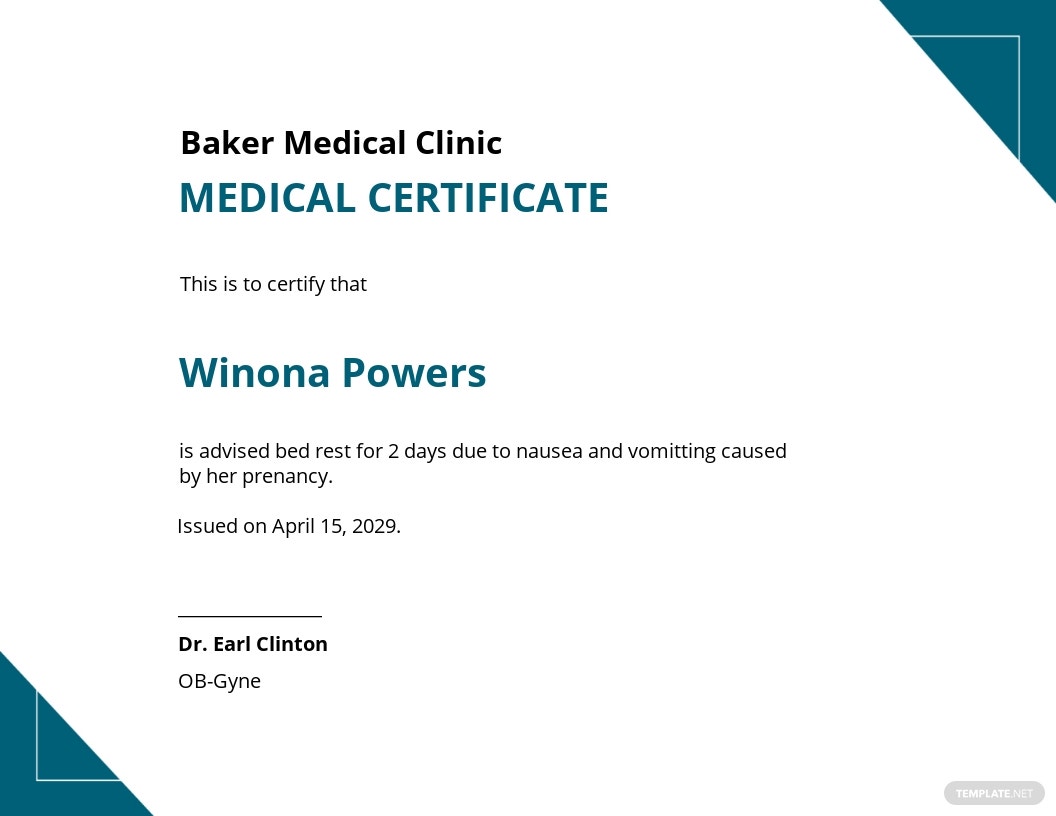 Baker Medical Clinic
MEDICAL CERTIFICATE
This is to certify that
Winona Powers
is advised bed rest for 2 days due to nausea and vomitting caused
by her prenancy.
Issued on April 15, 2029.
Dr. Earl Clinton
OB-Gyne
TEMPLATE.NET